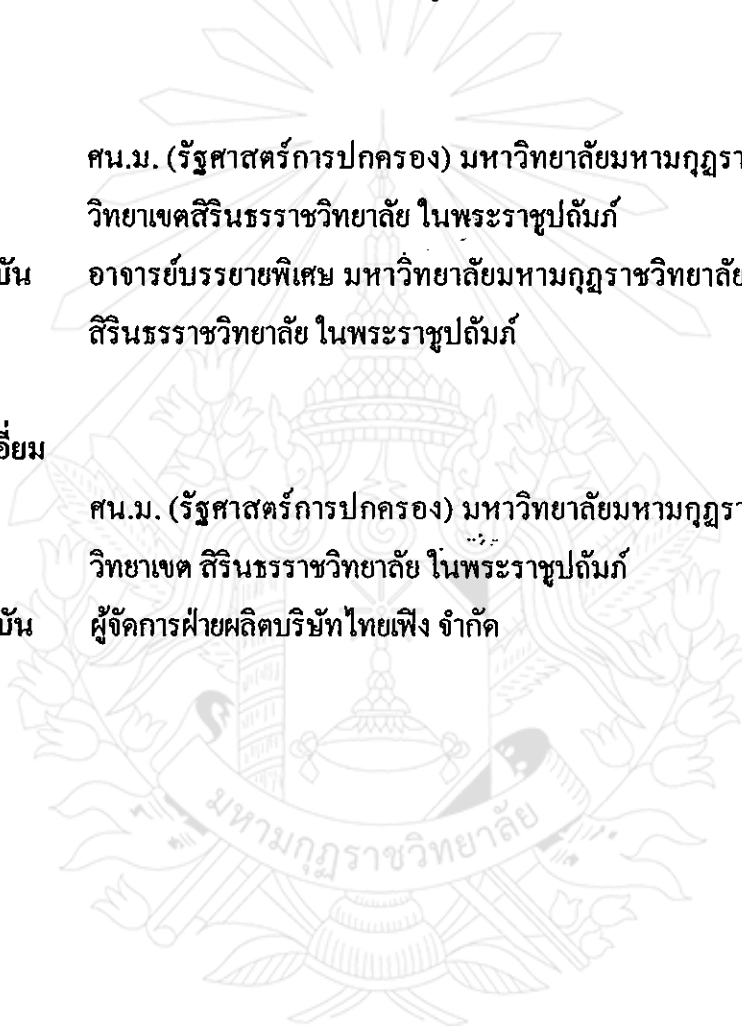 ศน.ม. (รัฐศาสตร์การปกครอง) มหาวิทยาลัยมหามกุฏรา
วิทยาเขตสิรินธรราชวิทยาลัย ในพระราชูปถัมภ์
บัน อาจารย์บรรยายพิเศษ มหาวิทยาลัยมหามกุฏราชวิทยาลัย
สิรินธรราชวิทยาลัย ในพระราชูปถัมภ์
อี่ยม
ศน.ม. (รัฐศาสตร์การปกครอง) มหาวิทยาลัยมหามกุฏรา
วิทยาเขต สิรินธรราชวิทยาลัย ในพระราชูปถัมภ์
บัน ผู้จัดการฝ่ายผลิตบริษัทไทยเฟิง จำกัด
มหามกุฏราชวิทยาลัย